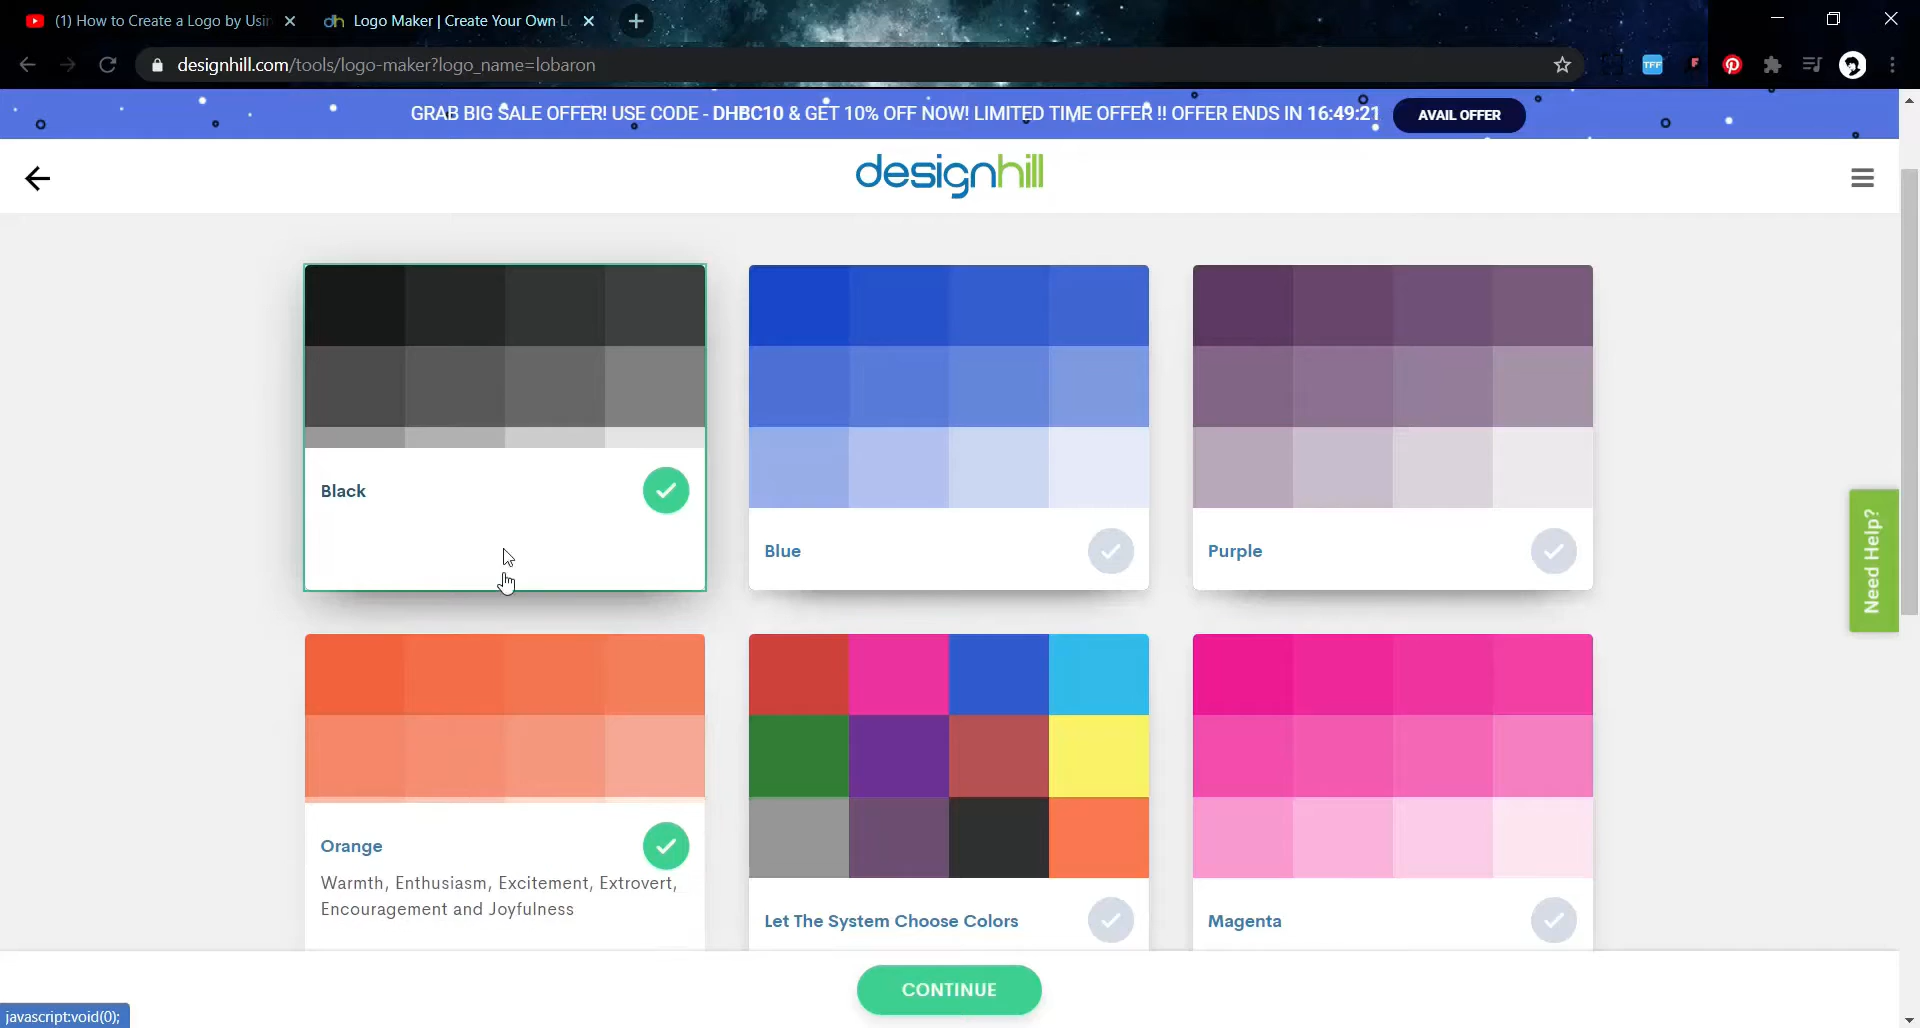 (1) How to Create a Logo by Usin
Logo Maker | Create Your Own Lo
designhill.com/tools/logo-maker?logo_name=lobaron
TFF
GRAB BIG SALE OFFER! USE CODE - DHBC10 & GET 10% OFF NOW! LIMITED TIME OFFER !! OFFER ENDS IN 16:49:21
AVAIL OFFER
designhill
Black
Blue
Purple
Need Help?
Orange
Warmth, Enthusiasm, Excitement, Extrovert,
Encouragement and Joyfulness
Let The System Choose Colors
Magenta
CONTINUE
javascript:void(0);